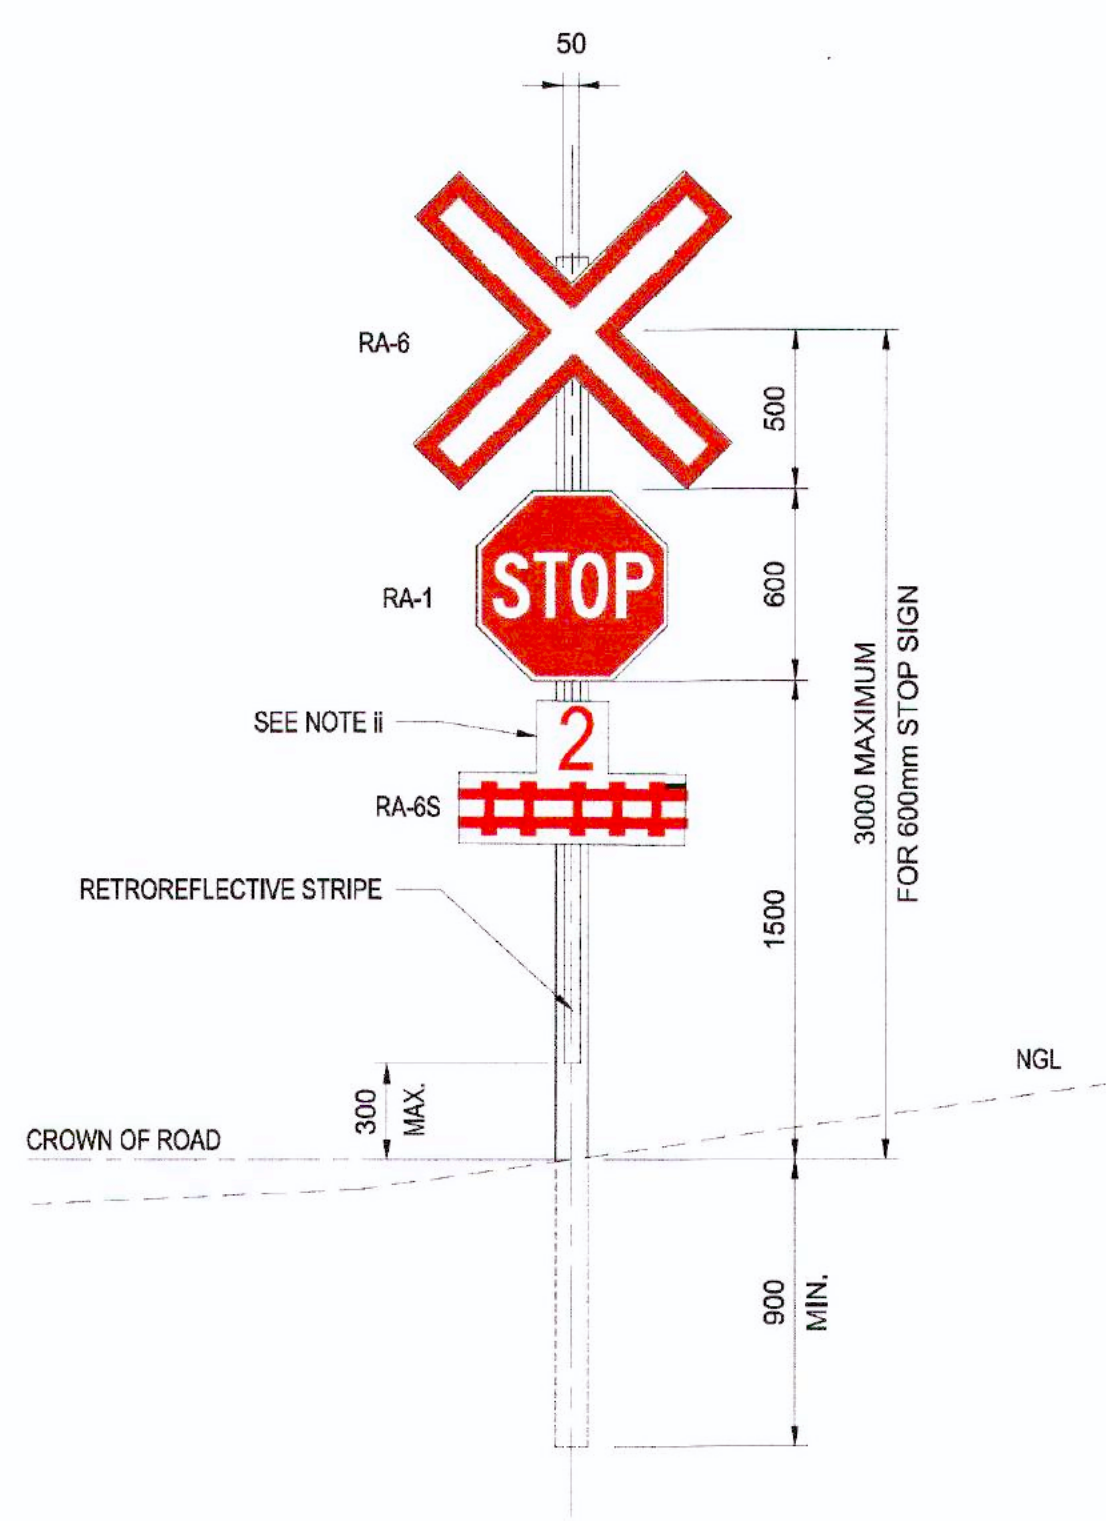 50
RA-6
500
STOP
RA-1
600
3000 MAXIMUM
FOR 600mm STOP SIGN
SEE NOTE ii
2
RA-6S
RETROREFLECTIVE STRIPE
1500
NGL
300
MAX.
CROWN OF ROAD
900
MIN.